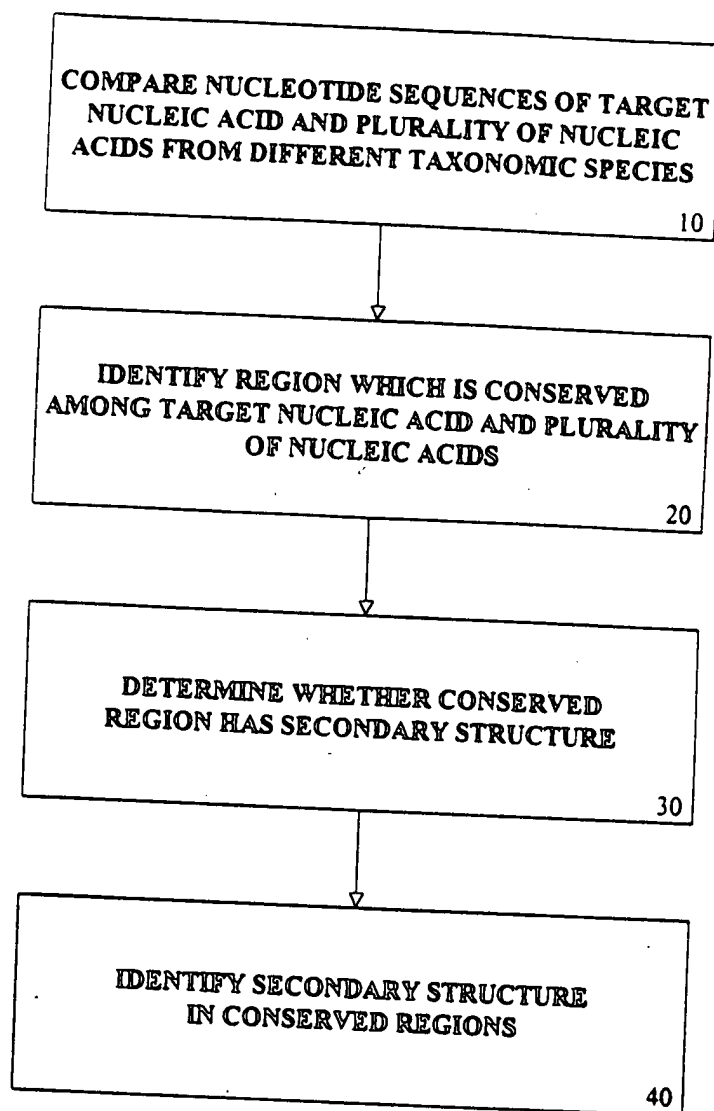 COMPARE NUCLEOTIDE SEQUENCES OF TARGET
NUCLEIC ACID AND PLURALITY OF NUCLEIC
ACIDS FROM DIFFERENT TAXONOMIC SPECIES
10
IDENTIFY REGION WHICH IS CONSERVED
AMONG TARGET NUCLEIC ACID AND PLURALITY
OF NUCLEIC ACIDS
20
DETERMINE WHETHER CONSERVED
REGION HAS SECONDARY STRUCTURE
30
IDENTIFY SECONDARY STRUCTURE
IN CONSERVED REGIONS
40